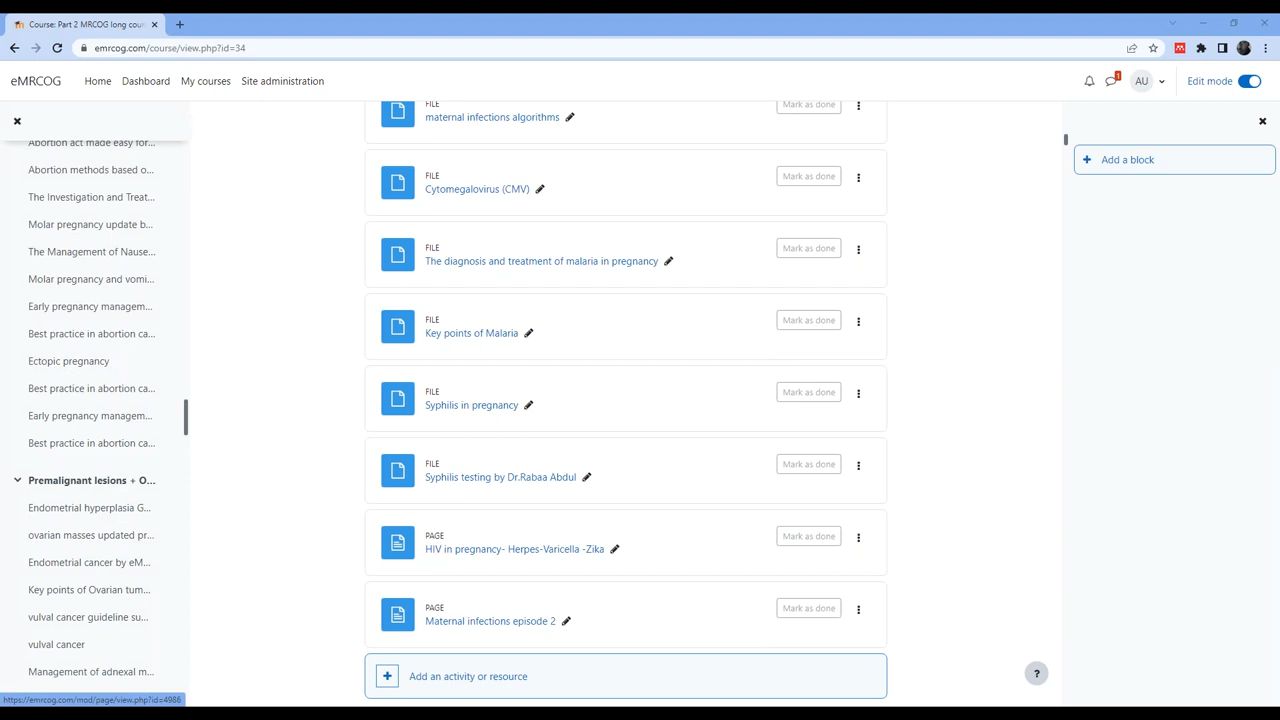 Course: Part 2 MRCOG long cou
emrcog.com/course/view.php?id=34
eMRCOG
Home
Dashboard
My courses
Site administration
1
AU
Edit mode
Abortion act made easy for...
Abortion methods based o...
The Investigation and Treat...
Molar pregnancy update b...
The Management of Nause...
Molar pregnancy and vomi...
Early pregnancy managem...
Best practice in abortion ca...
Ectopic pregnancy
Best practice in abortion ca...
Early pregnancy managem...
Best practice in abortion ca...
Premalignant lesions + O...
Endometrial hyperplasia G...
ovarian masses updated pr...
Endometrial cancer by eM...
Key points of Ovarian tum...
vulval cancer guideline su...
vulval cancer
Management of adnexal m...
https://emrcog.com/mod/page/view.php?id=4986
FILE
maternal infections algorithms
Mark as done
FILE
Cytomegalovirus (CMV)
Mark as done
FILE
The diagnosis and treatment of malaria in pregnancy
Mark as done
FILE
Key points of Malaria
Mark as done
FILE
Syphilis in pregnancy
Mark as done
FILE
Syphilis testing by Dr.Rabaa Abdul
Mark as done
PAGE
HIV in pregnancy- Herpes-Varicella -Zika
Mark as done
PAGE
Maternal infections episode 2
Mark as done
+ Add an activity or resource
+ Add a block
?